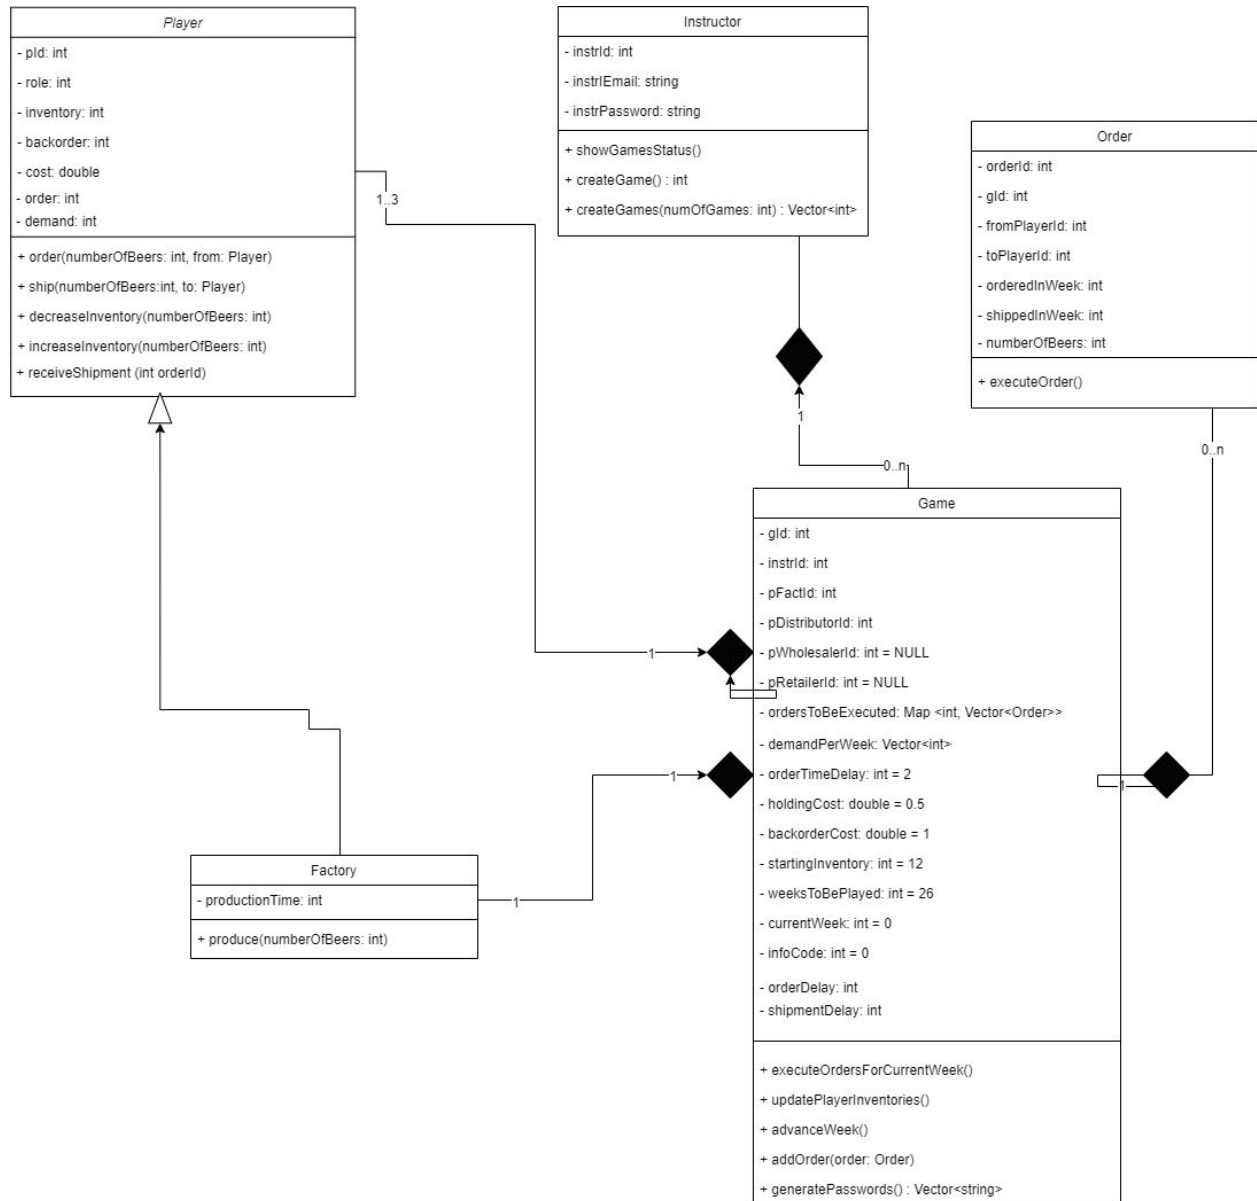 Player
- pId: int
- role: int
- inventory: int
- backorder: int
- cost: double
- order: int
- demand: int
+ order(numberOfBeers: int, from: Player)
+ ship(numberOfBeers:int, to: Player)
+ decreaseInventory(numberOfBeers: int)
+ increaseInventory(numberOfBeers: int)
+ receiveShipment (int orderId)
1..3
1
Instructor
- instrId: int
- instrlEmail: string
- instrPassword: string
+ showGamesStatus()
+ createGame() : int
+ createGames(numOfGames: int) : Vector<int>
1
0..n
Order
- orderId: int
- gId: int
- fromPlayerId: int
- toPlayerId: int
- orderedInWeek: int
- shippedInWeek: int
- numberOfBeers: int
+ executeOrder()
0..n
1
Game
- gId: int
- instrId: int
- pFactId: int
- pDistributorId: int
- pWholesalerId: int = NULL
- pRetailerId: int = NULL
- ordersToBeExecuted: Map <int, Vector<Order>>
- demandPerWeek: Vector<int>
- orderTimeDelay: int = 2
- holdingCost: double = 0.5
- backorderCost: double = 1
- startingInventory: int = 12
- weeksToBePlayed: int = 26
- currentWeek: int = 0
- infoCode: int = 0
- orderDelay: int
- shipmentDelay: int
+ executeOrdersForCurrentWeek()
+ updatePlayerInventories()
+ advanceWeek()
+ addOrder(order: Order)
+ generatePasswords() : Vector<string>
Factory
- productionTime: int
+ produce(numberOfBeers: int)
1
1